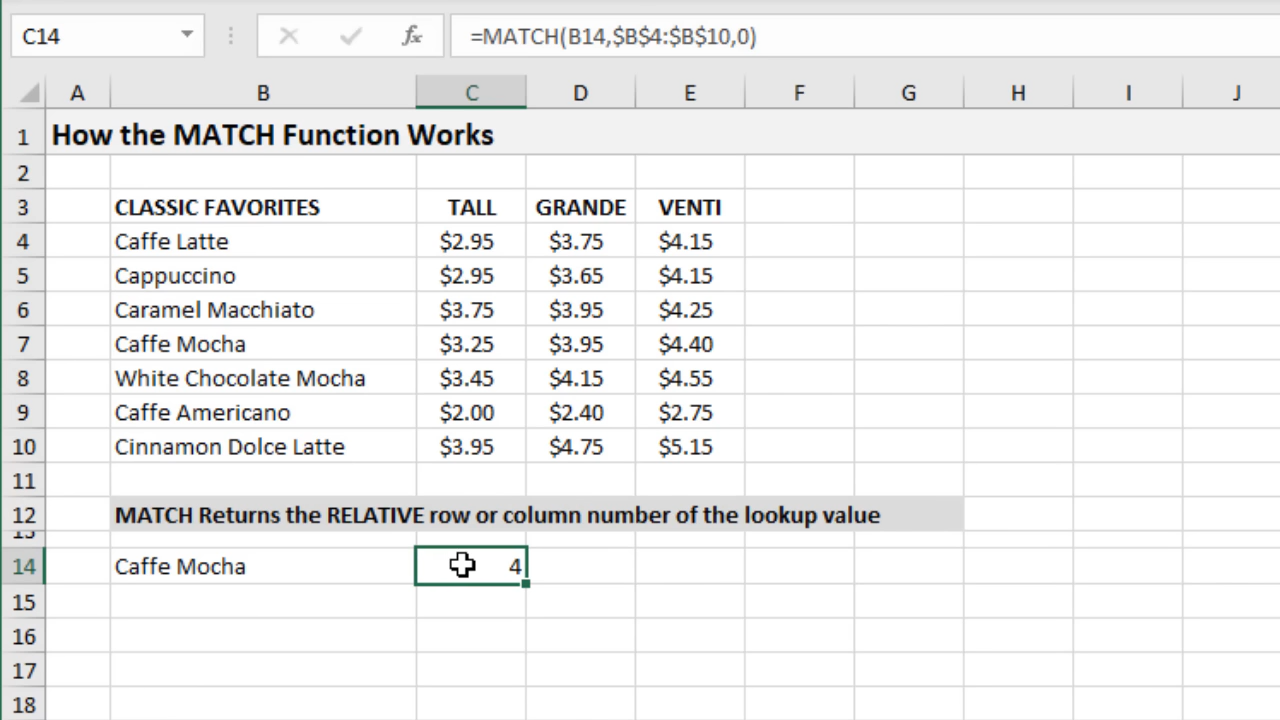 C14 fx =MATCH(B14,$B$4:$B$10,0)
A B C D E F G H I J
1 How the MATCH Function Works
2
3 CLASSIC FAVORITES TALL GRANDE VENTI
4 Caffe Latte $2.95 $3.75 $4.15
5 Cappuccino $2.95 $3.65 $4.15
6 Caramel Macchiato $3.75 $3.95 $4.25
7 Caffe Mocha $3.25 $3.95 $4.40
8 White Chocolate Mocha $3.45 $4.15 $4.55
9 Caffe Americano $2.00 $2.40 $2.75
10 Cinnamon Dolce Latte $3.95 $4.75 $5.15
11
12 MATCH Returns the RELATIVE row or column number of the lookup value
13
14 Caffe Mocha 4
15
16
17
18